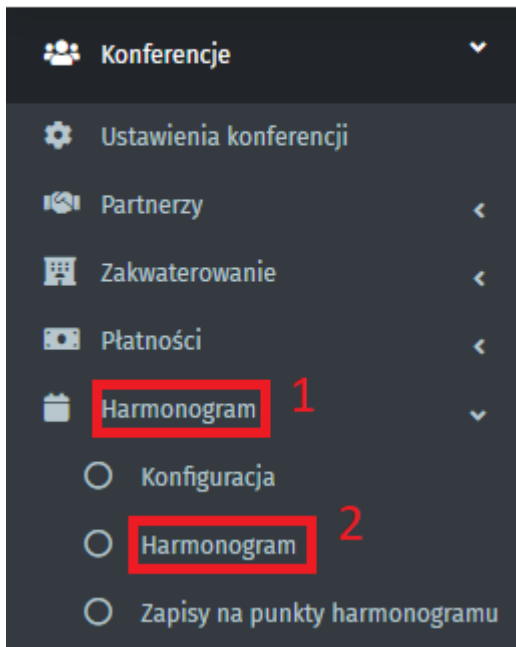 Konferencje
Ustawienia konferencji
Partnerzy
Zakwaterowanie
Płatności
Harmonogram 1
Konfiguracja
Harmonogram 2
Zapisy na punkty harmonogramu